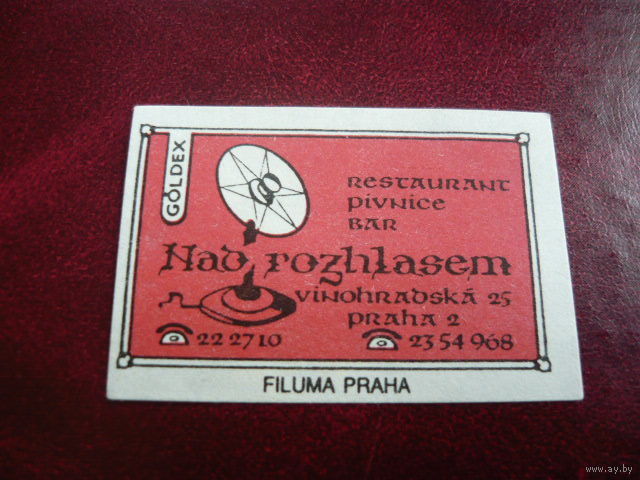 GOLDEX
RESTAURANT
PIVNICE
BAR
Nad rozhlasem
VINOHRADSKÁ 25
PRAHA 2
22 27 10
23 54 968
FILUMA PRAHA
www.ay.by